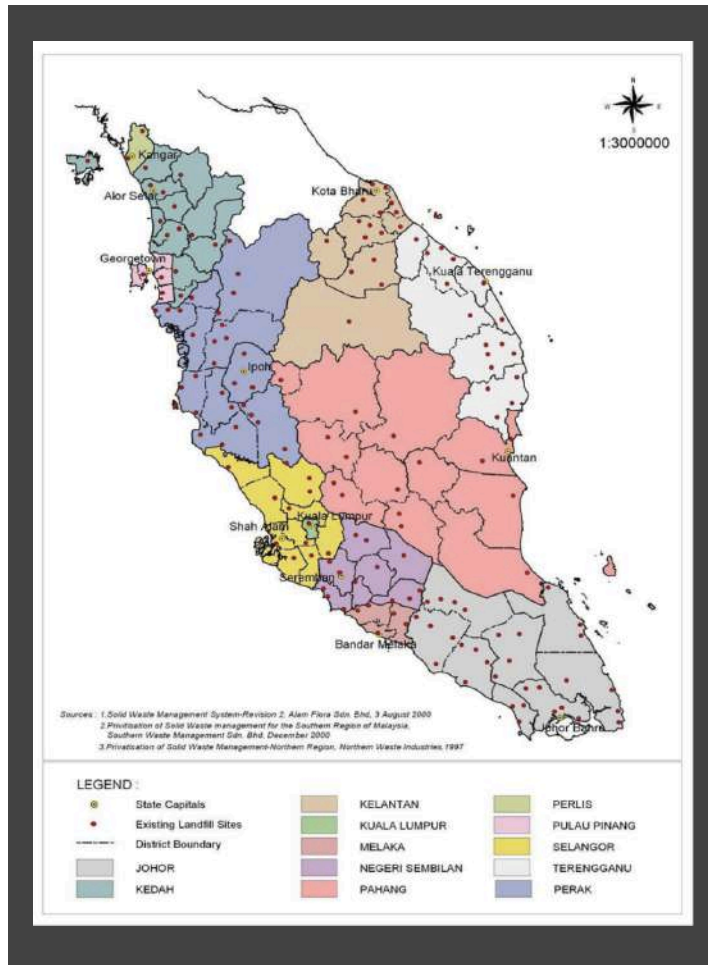 N
W E
S
1:3000000
Kangar
Alor Setar
Kota Bharu
Georgetown
Kuala Terengganu
Ipoh
Kuantan
Kuala Lumpur
Shah Alam
Seremban
Bandar Melaka
Johor Bahru
Sources : 1.Solid Waste Management System-Revision 2, Alam Flora Sdn. Bhd, 3 August 2000
2.Privitisation of Solid Waste management for the Southern Region of Malaysia,
Southern Waste Management Sdn. Bhd. December 2000
3.Privatisation of Solid Waste Management-Northern Region, Northern Waste Industries,1997
LEGEND :
State Capitals
Existing Landfill Sites
District Boundary
JOHOR
KEDAH
KELANTAN
KUALA LUMPUR
MELAKA
NEGERI SEMBILAN
PAHANG
PERLIS
PULAU PINANG
SELANGOR
TERENGGANU
PERAK